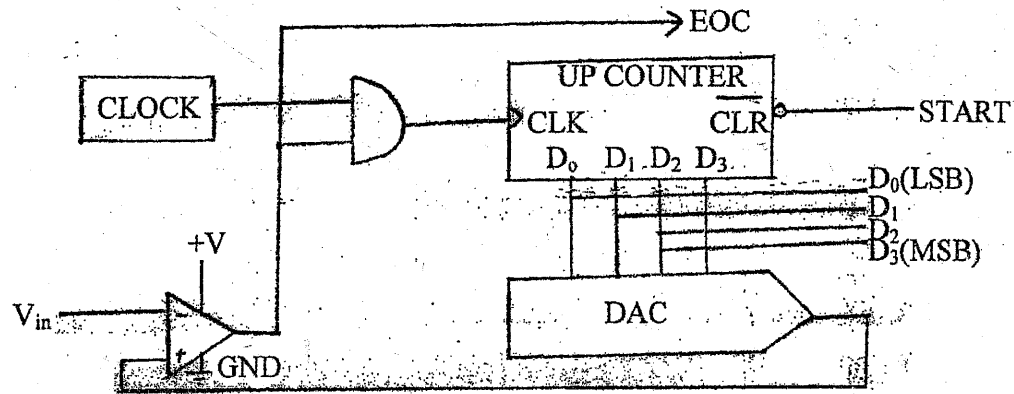 EOC
UP COUNTER
CLOCK
CLK
CLR
START
D₀ D₁ D₂ D₃
D₀(LSB)
D₁
D₂
D₃(MSB)
+V
Vin
−
+
GND
DAC